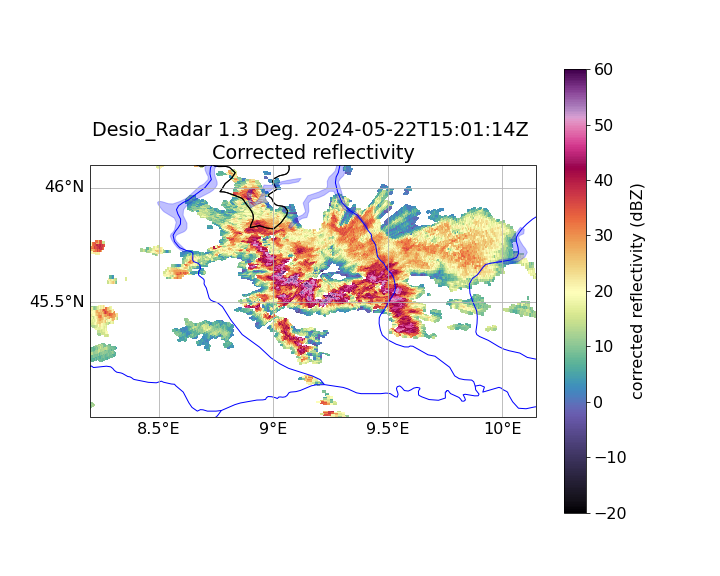 Desio_Radar 1.3 Deg. 2024-05-22T15:01:14Z
Corrected reflectivity
46°N
45.5°N
8.5°E
9°E
9.5°E
10°E
60
50
40
30
20
10
0
−10
−20
corrected reflectivity (dBZ)